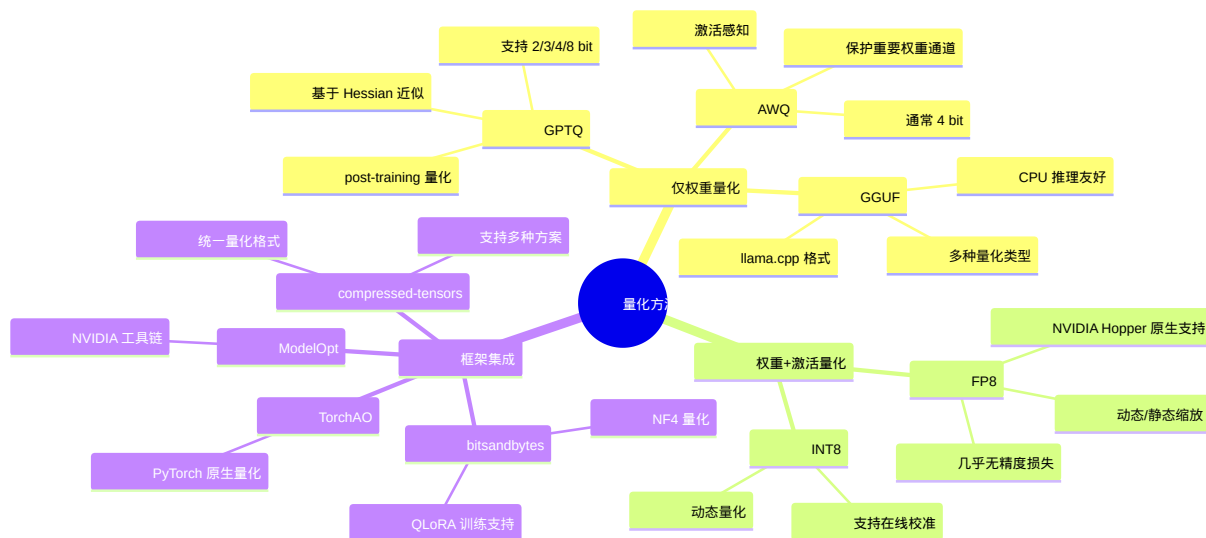 量化方
仅权重量化
GPTQ
支持 2/3/4/8 bit
基于 Hessian 近似
post-training 量化
AWQ
激活感知
保护重要权重通道
通常 4 bit
GGUF
CPU 推理友好
llama.cpp 格式
多种量化类型
权重+激活量化
FP8
NVIDIA Hopper 原生支持
动态/静态缩放
几乎无精度损失
INT8
动态量化
支持在线校准
框架集成
compressed-tensors
统一量化格式
支持多种方案
ModelOpt
NVIDIA 工具链
TorchAO
PyTorch 原生量化
bitsandbytes
NF4 量化
QLoRA 训练支持